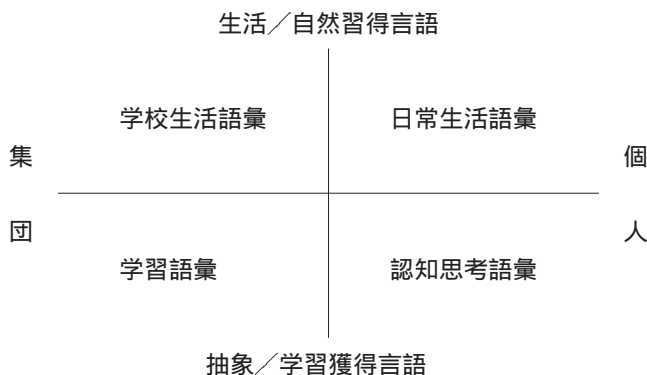 生活／自然習得言語
学校生活語彙
日常生活語彙
集団
個人
学習語彙
認知思考語彙
抽象／学習獲得言語